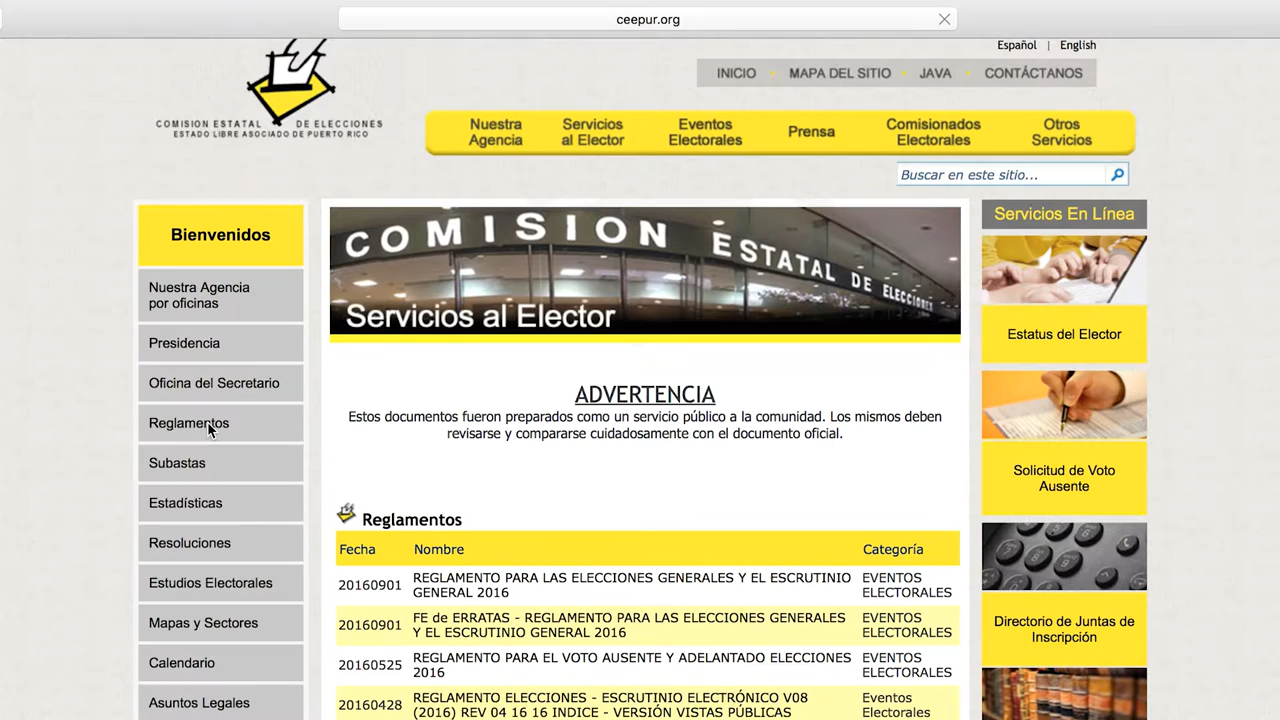 ceepur.org
Español | English
INICIO MAPA DEL SITIO JAVA CONTÁCTANOS
COMISION ESTATAL DE ELECCIONES
ESTADO LIBRE ASOCIADO DE PUERTO RICO
Nuestra Agencia
Servicios al Elector
Eventos Electorales
Prensa
Comisionados Electorales
Otros Servicios
Buscar en este sitio...
Bienvenidos
Nuestra Agencia
por oficinas
Presidencia
Oficina del Secretario
Reglamentos
Subastas
Estadísticas
Resoluciones
Estudios Electorales
Mapas y Sectores
Calendario
Asuntos Legales
COMISION ESTATAL DE ELECCIONES
Servicios al Elector
ADVERTENCIA
Estos documentos fueron preparados como un servicio público a la comunidad. Los mismos deben
revisarse y compararse cuidadosamente con el documento oficial.
Reglamentos
Fecha Nombre Categoría
20160901 REGLAMENTO PARA LAS ELECCIONES GENERALES Y EL ESCRUTINIO EVENTOS
GENERAL 2016 ELECTORALES
20160901 FE de ERRATAS - REGLAMENTO PARA LAS ELECCIONES GENERALES EVENTOS
Y EL ESCRUTINIO GENERAL 2016 ELECTORALES
20160525 REGLAMENTO PARA EL VOTO AUSENTE Y ADELANTADO ELECCIONES EVENTOS
2016 ELECTORALES
20160428 REGLAMENTO ELECCIONES - ESCRUTINIO ELECTRÓNICO V08 Eventos
(2016) REV 04 16 16 INDICE - VERSIÓN VISTAS PÚBLICAS Electorales
Servicios En Línea
Estatus del Elector
Solicitud de Voto
Ausente
Directorio de Juntas de
Inscripción